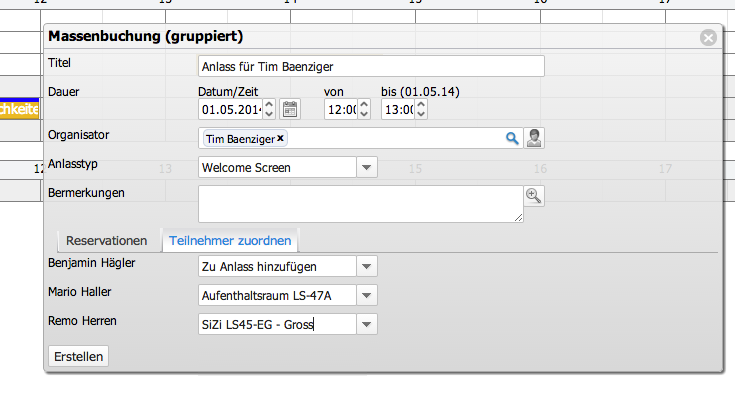 12 13 14 15 16 17
Massenbuchung (gruppiert)
Titel Anlass für Tim Baenziger
Dauer Datum/Zeit von bis (01.05.14)
01.05.2014 12:00 13:00
chkeite
Organisator Tim Baenziger x
12 13 15 16 17
Anlasstyp Welcome Screen
Bermerkungen
Reservationen Teilnehmer zuordnen
Benjamin Hägler Zu Anlass hinzufügen
Mario Haller Aufenthaltsraum LS-47A
Remo Herren SiZi LS45-EG - Gross
Erstellen